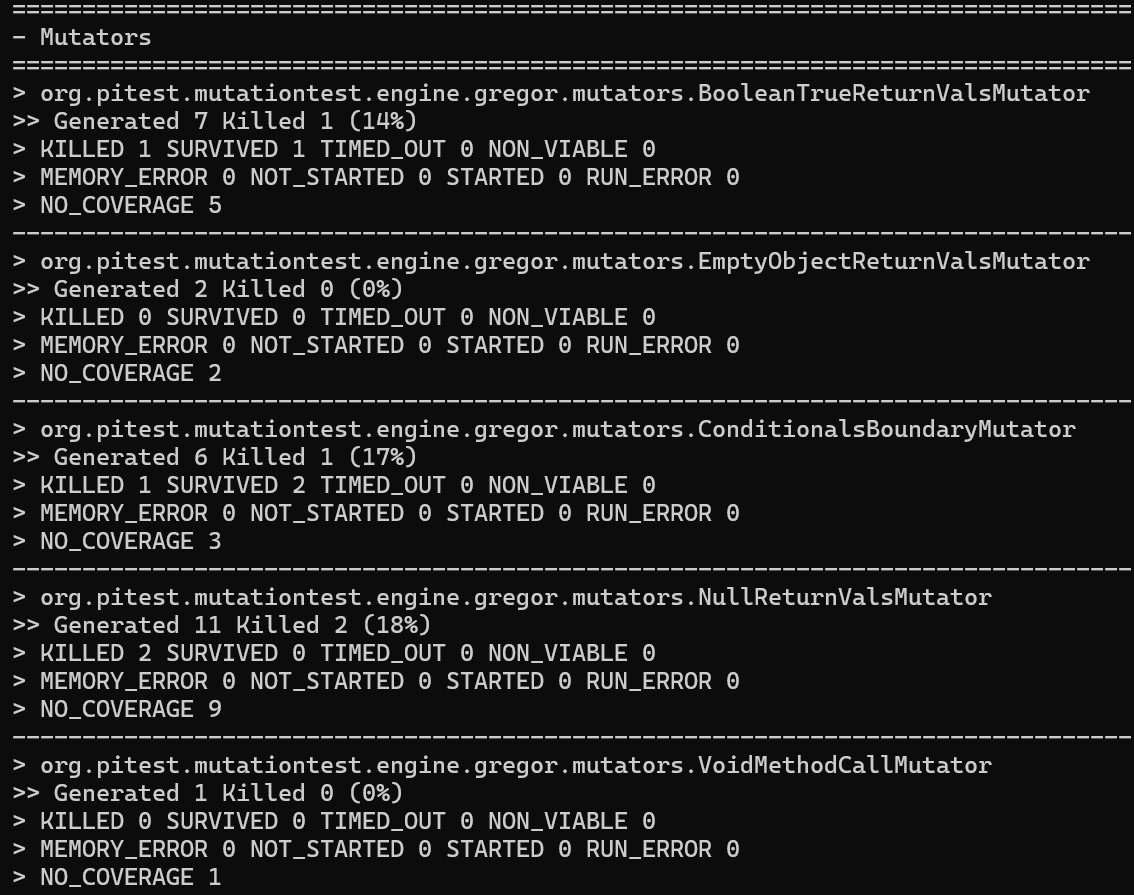 ================================================================================
- Mutators
================================================================================
> org.pitest.mutationtest.engine.gregor.mutators.BooleanTrueReturnValsMutator
>> Generated 7 Killed 1 (14%)
> KILLED 1 SURVIVED 1 TIMED_OUT 0 NON_VIABLE 0
> MEMORY_ERROR 0 NOT_STARTED 0 STARTED 0 RUN_ERROR 0
> NO_COVERAGE 5
--------------------------------------------------------------------------------
> org.pitest.mutationtest.engine.gregor.mutators.EmptyObjectReturnValsMutator
>> Generated 2 Killed 0 (0%)
> KILLED 0 SURVIVED 0 TIMED_OUT 0 NON_VIABLE 0
> MEMORY_ERROR 0 NOT_STARTED 0 STARTED 0 RUN_ERROR 0
> NO_COVERAGE 2
--------------------------------------------------------------------------------
> org.pitest.mutationtest.engine.gregor.mutators.ConditionalsBoundaryMutator
>> Generated 6 Killed 1 (17%)
> KILLED 1 SURVIVED 2 TIMED_OUT 0 NON_VIABLE 0
> MEMORY_ERROR 0 NOT_STARTED 0 STARTED 0 RUN_ERROR 0
> NO_COVERAGE 3
--------------------------------------------------------------------------------
> org.pitest.mutationtest.engine.gregor.mutators.NullReturnValsMutator
>> Generated 11 Killed 2 (18%)
> KILLED 2 SURVIVED 0 TIMED_OUT 0 NON_VIABLE 0
> MEMORY_ERROR 0 NOT_STARTED 0 STARTED 0 RUN_ERROR 0
> NO_COVERAGE 9
--------------------------------------------------------------------------------
> org.pitest.mutationtest.engine.gregor.mutators.VoidMethodCallMutator
>> Generated 1 Killed 0 (0%)
> KILLED 0 SURVIVED 0 TIMED_OUT 0 NON_VIABLE 0
> MEMORY_ERROR 0 NOT_STARTED 0 STARTED 0 RUN_ERROR 0
> NO_COVERAGE 1